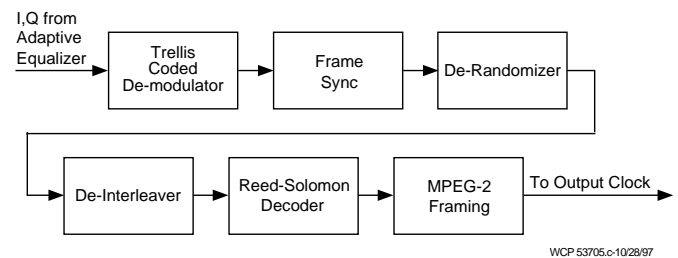 I,Q from
Adaptive
Equalizer
Trellis
Coded
De-modulator
Frame
Sync
De-Randomizer
De-Interleaver
Reed-Solomon
Decoder
MPEG-2
Framing
To Output Clock
WCP 53705.c-10/28/97